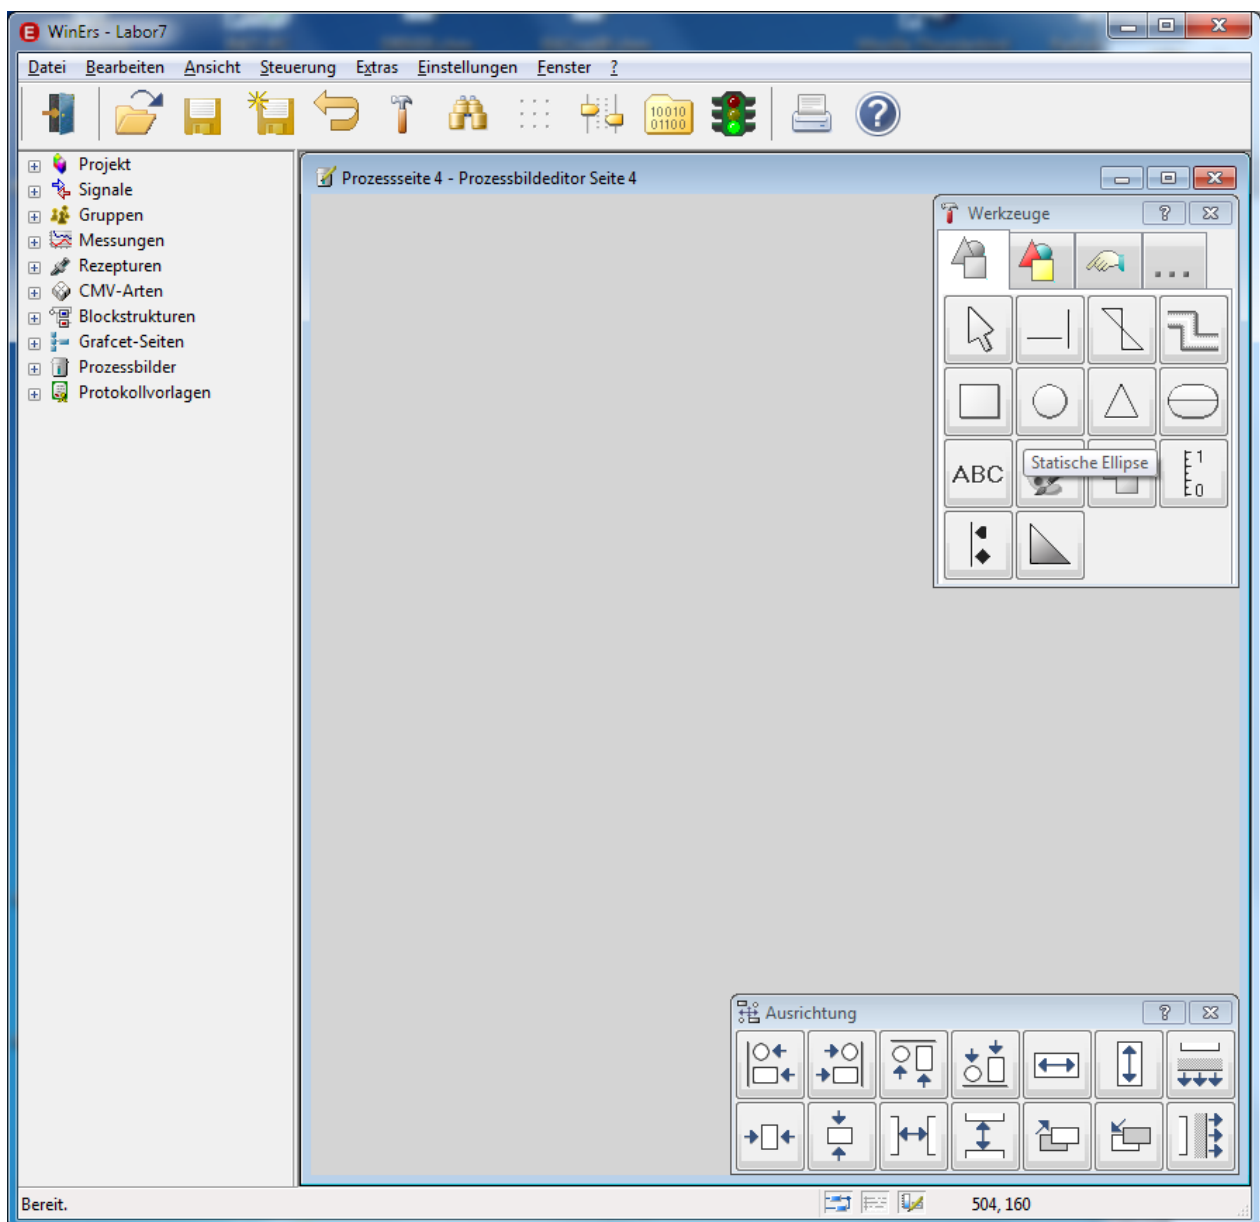 WinErs - Labor7
Datei Bearbeiten Ansicht Steuerung Extras Einstellungen Fenster ?
10010
01100
?
Projekt
Signale
Gruppen
Messungen
Rezepturen
CMV-Arten
Blockstrukturen
Grafcet-Seiten
Prozessbilder
Protokollvorlagen
Prozessseite 4 - Prozessbildeditor Seite 4
Werkzeuge ?
...
ABC
Statische Ellipse
1
0
Ausrichtung ?
Bereit.
504, 160